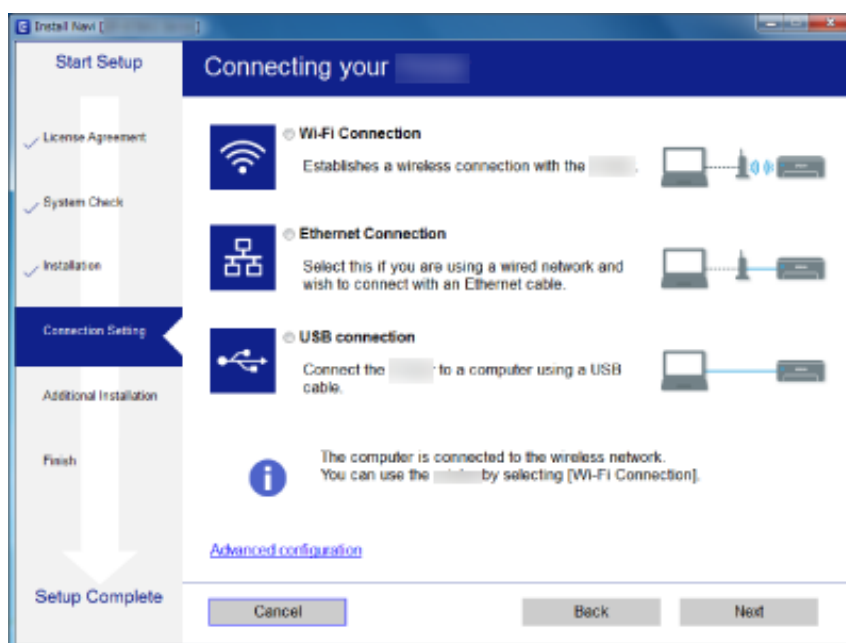 Install Navi [
]
Start Setup
License Agreement
System Check
Installation
Connection Setting
Additional Installation
Finish
Setup Complete
Connecting your
Wi-Fi Connection
Establishes a wireless connection with the
.
Ethernet Connection
Select this if you are using a wired network and
wish to connect with an Ethernet cable.
USB connection
Connect the to a computer using a USB
cable.
The computer is connected to the wireless network.
You can use the by selecting [Wi-Fi Connection].
Advanced configuration
Cancel
Back
Next